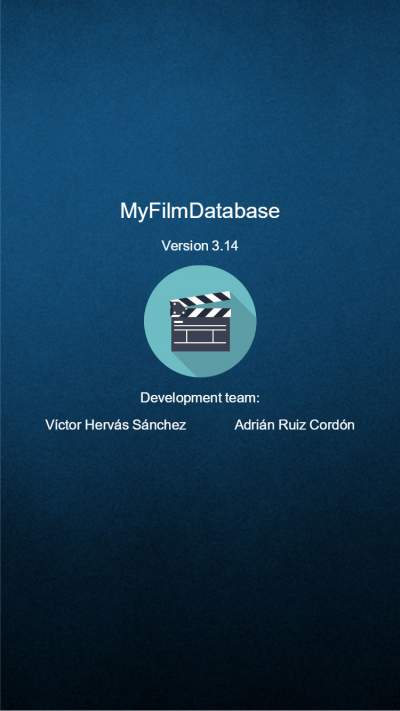 MyFilmDatabase
Version 3.14
Development team:
Víctor Hervás Sánchez Adrián Ruiz Cordón